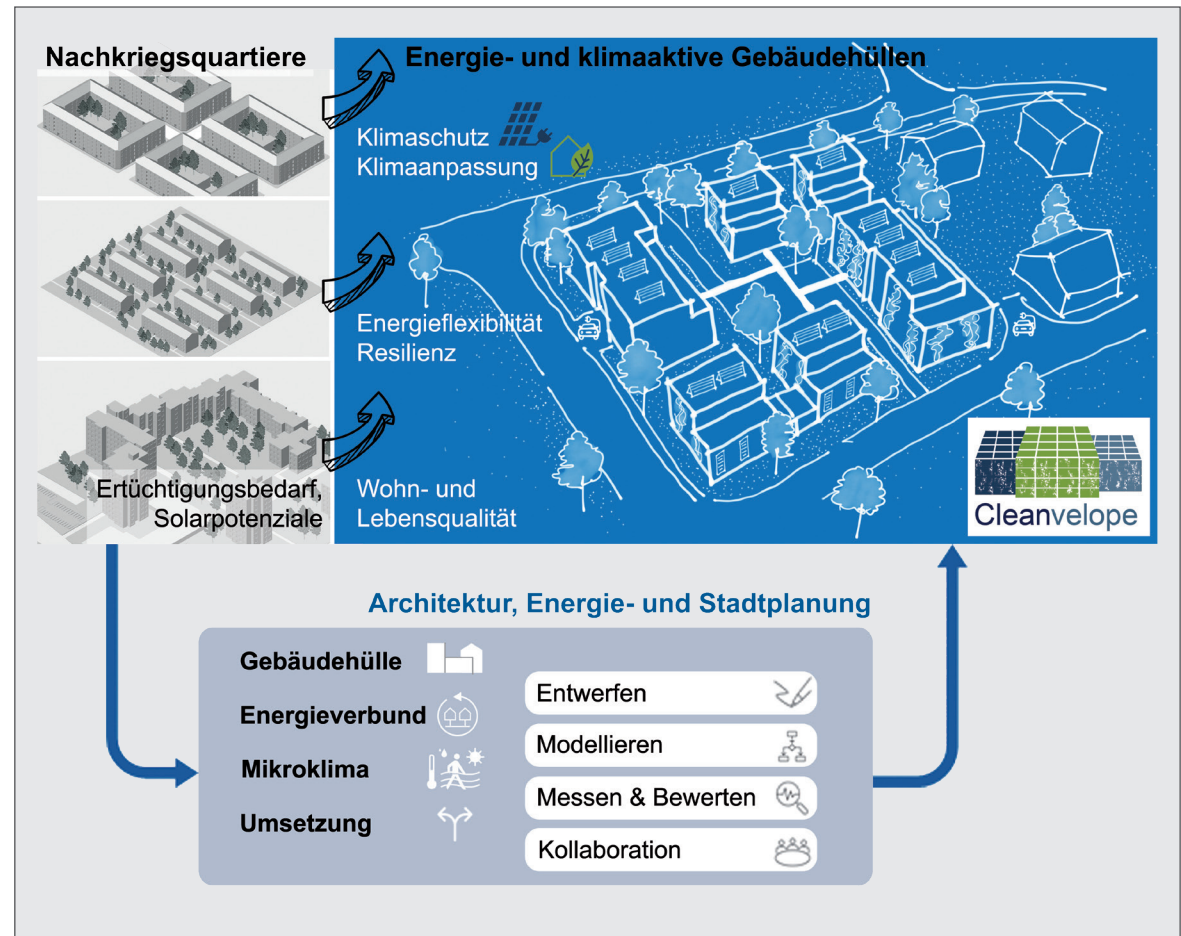 Nachkriegsquartiere
Energie- und klimaaktive Gebäudehüllen
Klimaschutz
Klimaanpassung
Energieflexibilität
Resilienz
Ertüchtigungsbedarf,
Solarpotenziale
Wohn- und
Lebensqualität
Cleanvelope
Architektur, Energie- und Stadtplanung
Gebäudehülle
Energieverbund
Mikroklima
Umsetzung
Entwerfen
Modellieren
Messen & Bewerten
Kollaboration